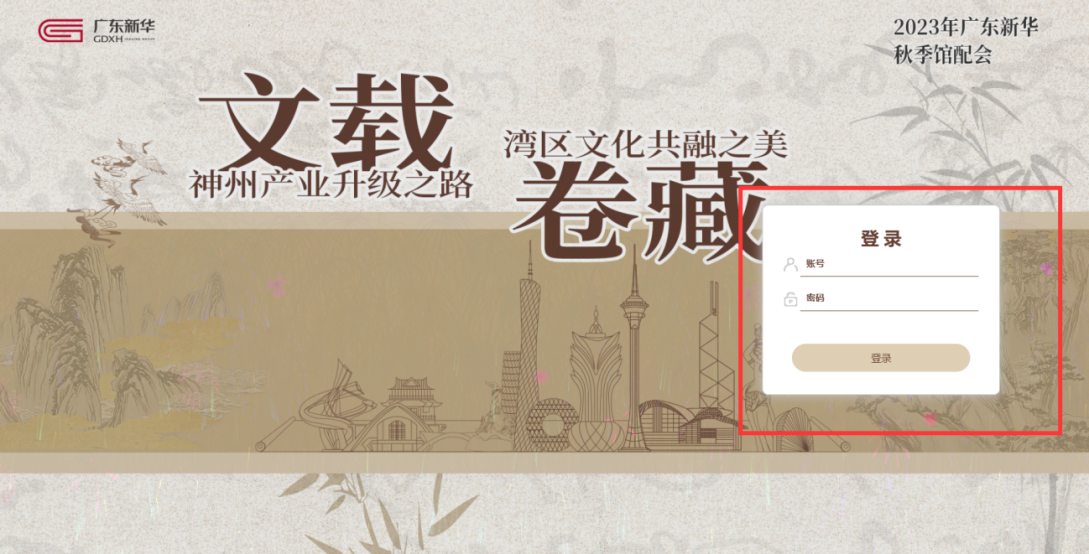 广东新华
GDXH
2023年广东新华
秋季馆配会
文载
神州产业升级之路
湾区文化共融之美
卷藏
登录
账号
密码
登录